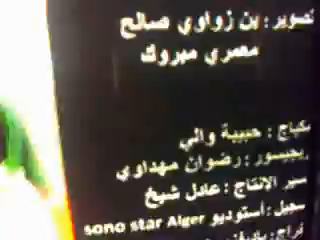 تصوير : بن زواوي صالح
معمري مبروك
مكياج : حبيبة والي
ريجيسور : رضوان مهداوي
سير الانتاج : عادل شيخ
سجيل : أستوديو sono star Alger